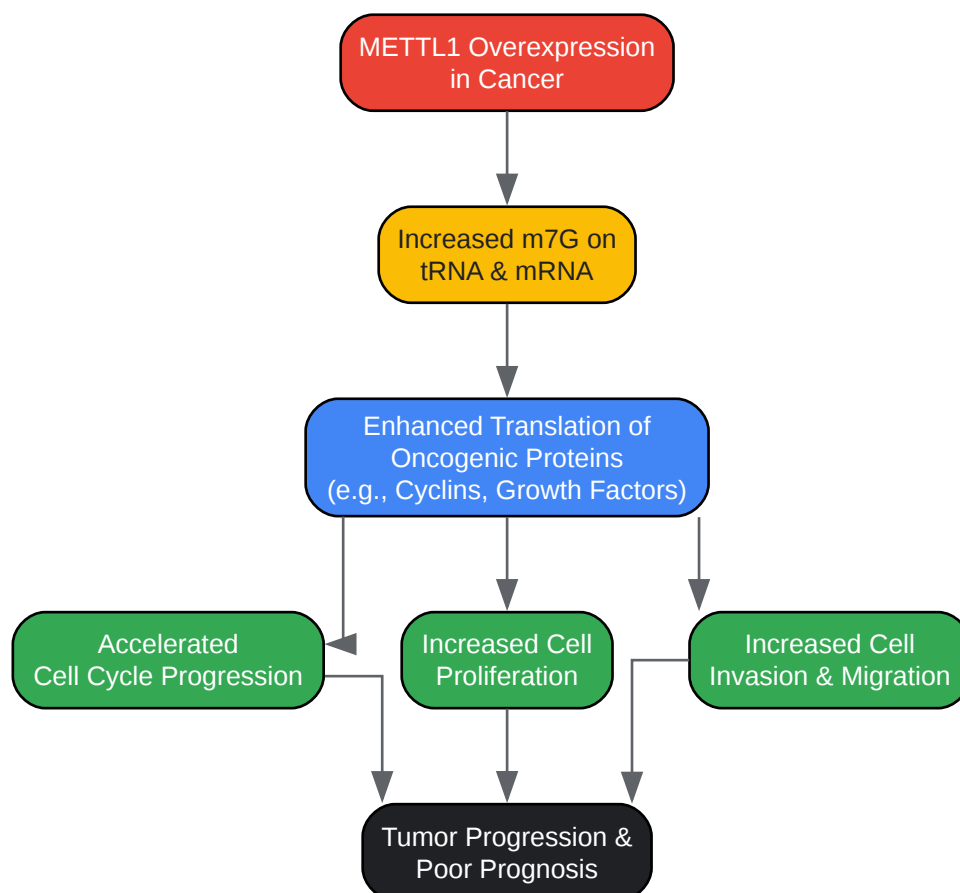 METTL1 Overexpression
in Cancer
Increased m7G on
tRNA & mRNA
Enhanced Translation of
Oncogenic Proteins
(e.g., Cyclins, Growth Factors)
Accelerated
Cell Cycle Progression
Increased Cell
Proliferation
Increased Cell
Invasion & Migration
Tumor Progression &
Poor Prognosis